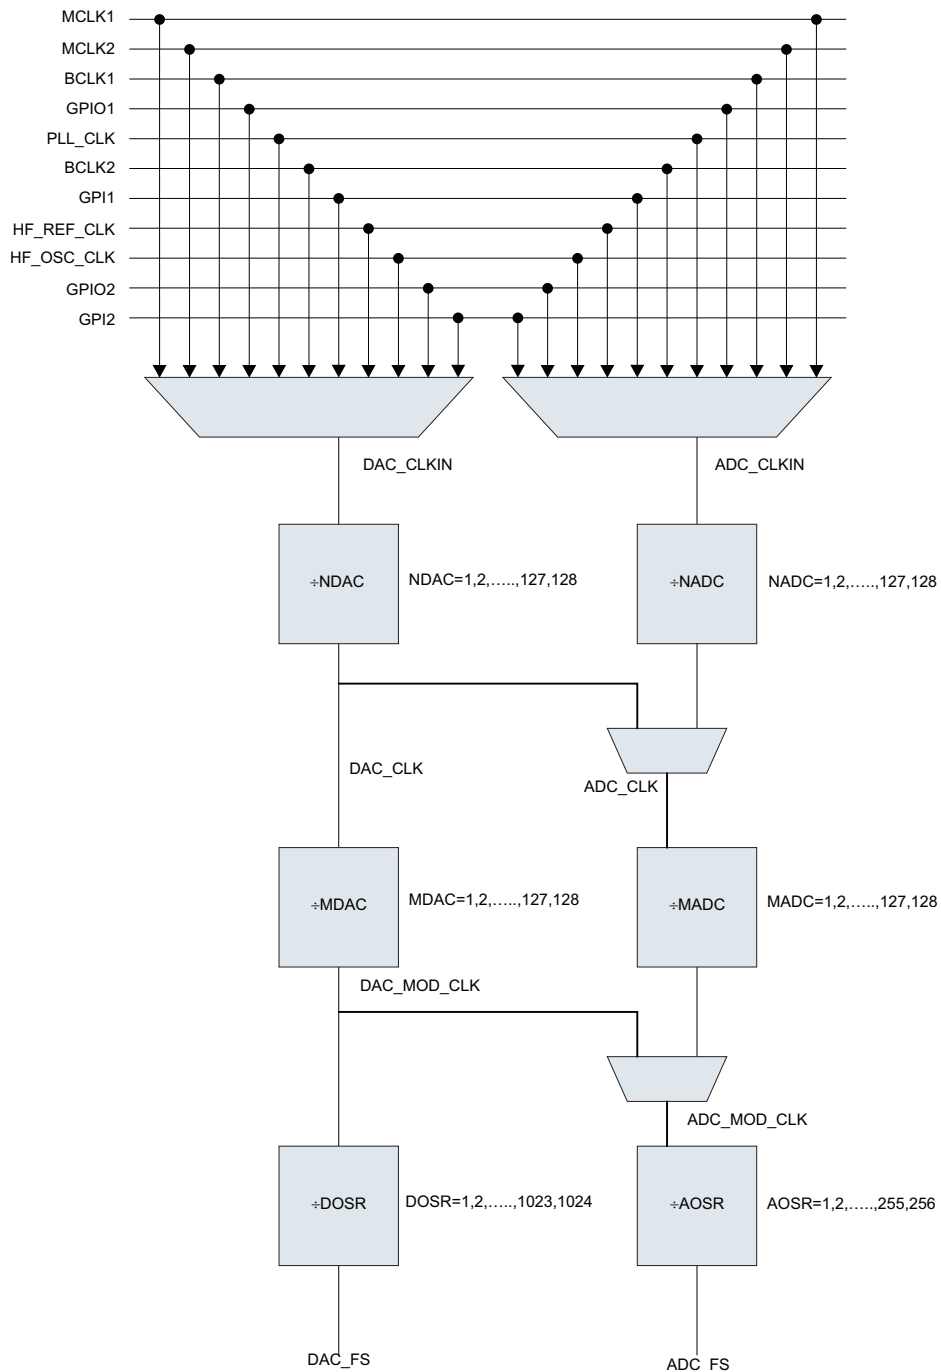 MCLK1
MCLK2
BCLK1
GPIO1
PLL_CLK
BCLK2
GPI1
HF_REF_CLK
HF_OSC_CLK
GPIO2
GPI2
DAC_CLKIN
ADC_CLKIN
÷NDAC
NDAC=1,2,…..,127,128
÷NADC
NADC=1,2,…..,127,128
DAC_CLK
ADC_CLK
÷MDAC
MDAC=1,2,…..,127,128
÷MADC
MADC=1,2,…..,127,128
DAC_MOD_CLK
ADC_MOD_CLK
÷DOSR
DOSR=1,2,…..,1023,1024
÷AOSR
AOSR=1,2,…..,255,256
DAC_FS
ADC_FS